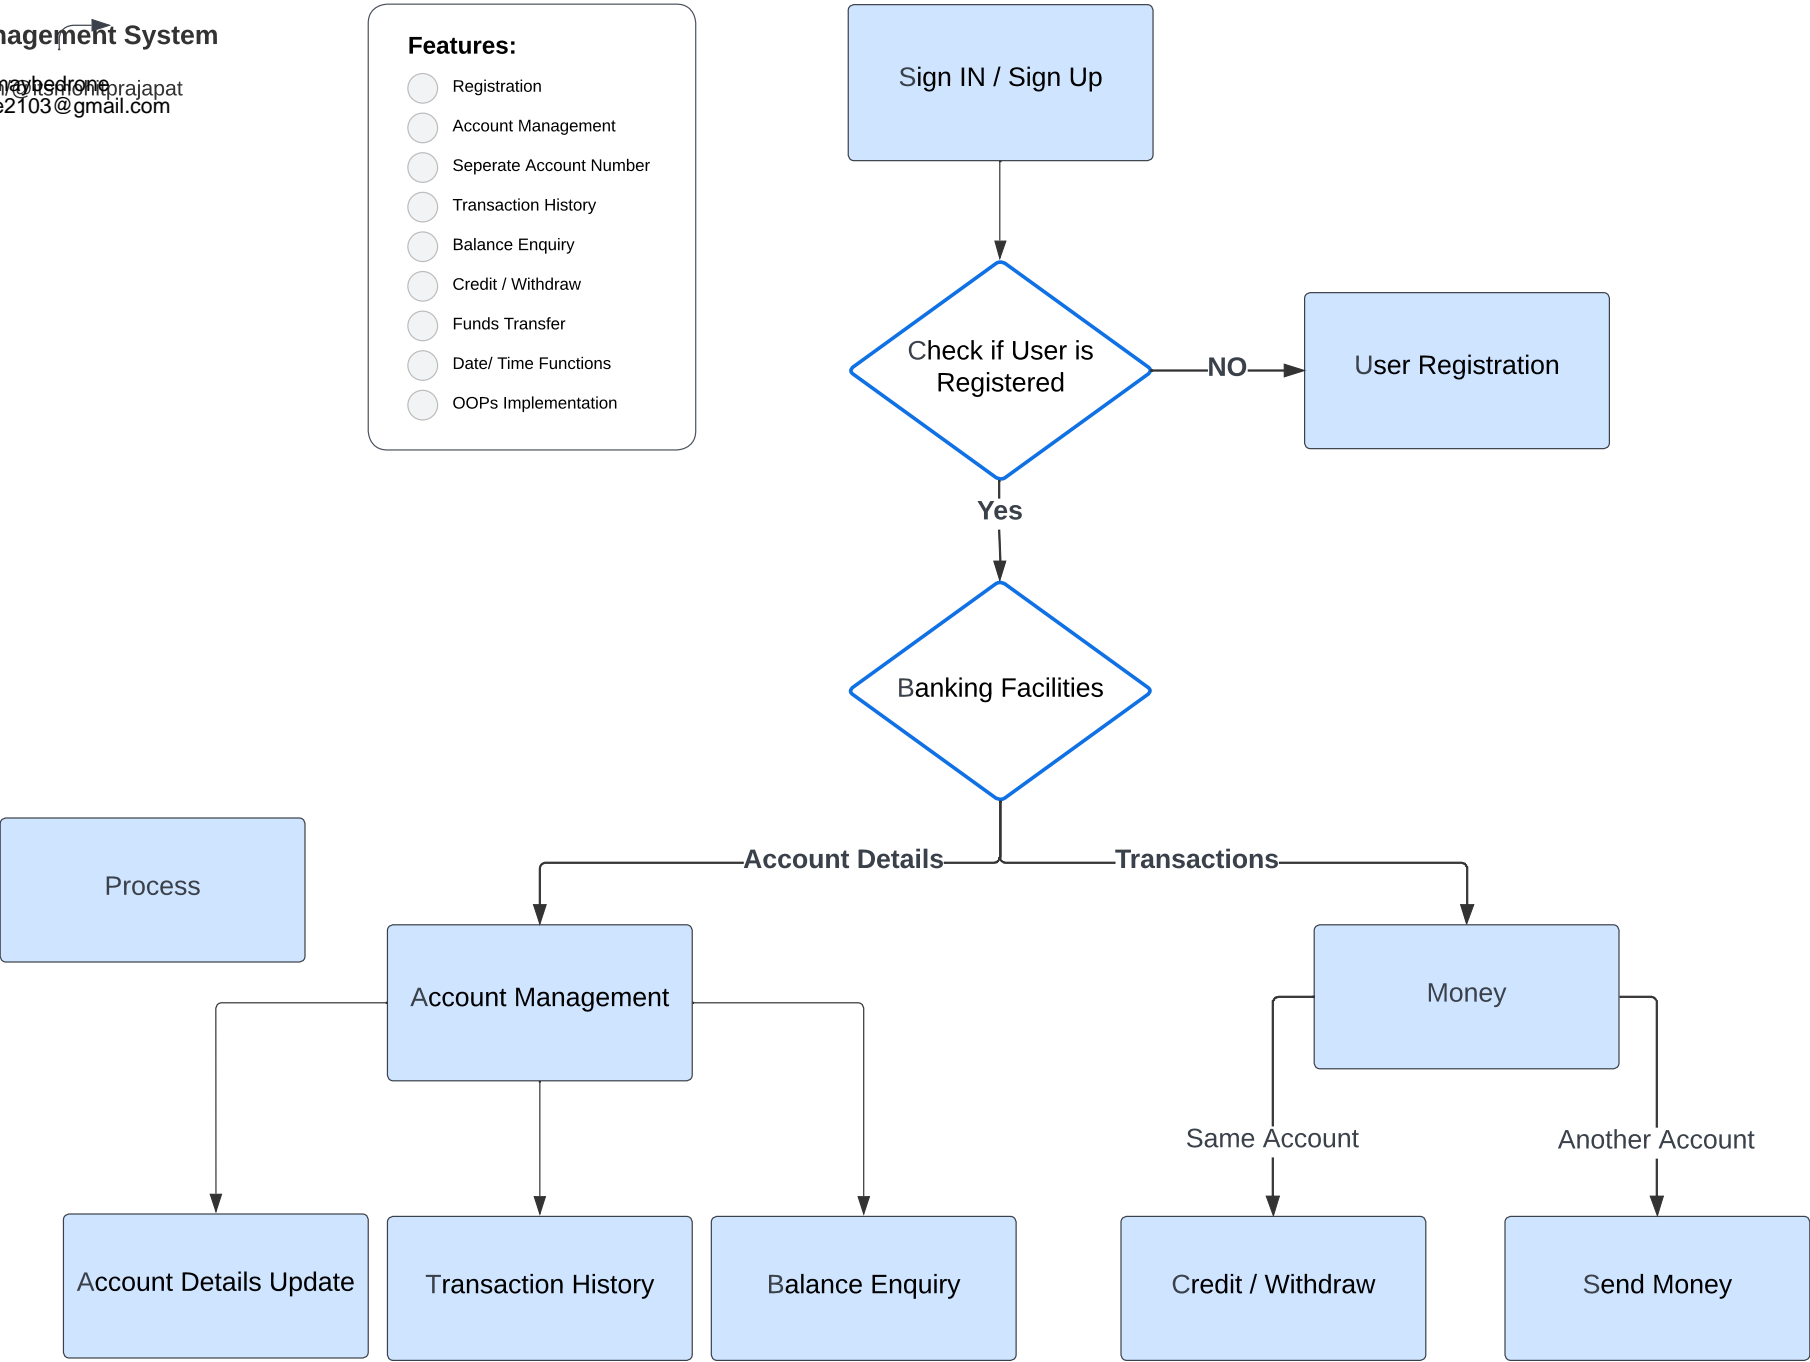 nagement System
maybedrone
/@itsmohitprajapat
e2103@gmail.com
Features:
Registration
Account Management
Seperate Account Number
Transaction History
Balance Enquiry
Credit / Withdraw
Funds Transfer
Date/ Time Functions
OOPs Implementation
Sign IN / Sign Up
Check if User is
Registered
NO
User Registration
Yes
Banking Facilities
Account Details
Transactions
Process
Account Management
Money
Same Account
Another Account
Account Details Update
Transaction History
Balance Enquiry
Credit / Withdraw
Send Money